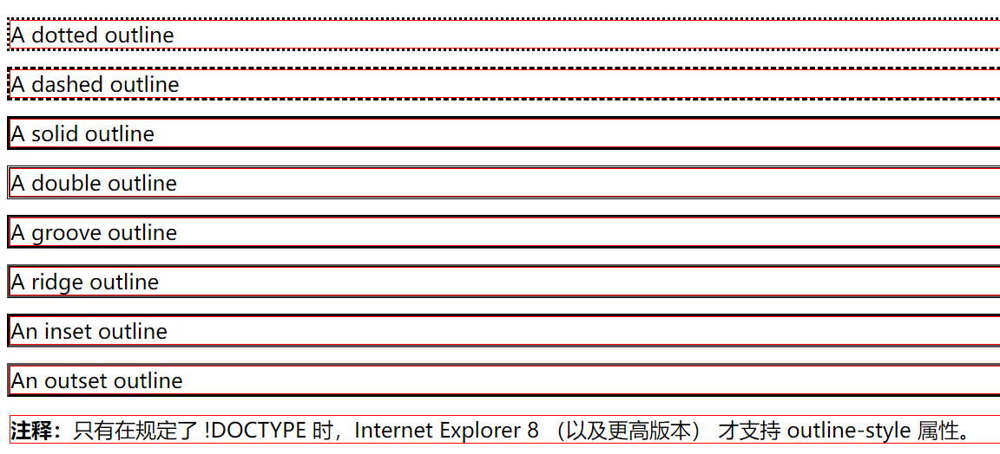 A dotted outline
A dashed outline
A solid outline
A double outline
A groove outline
A ridge outline
An inset outline
An outset outline
注释：只有在规定了 !DOCTYPE 时，Internet Explorer 8 （以及更高版本） 才支持 outline-style 属性。